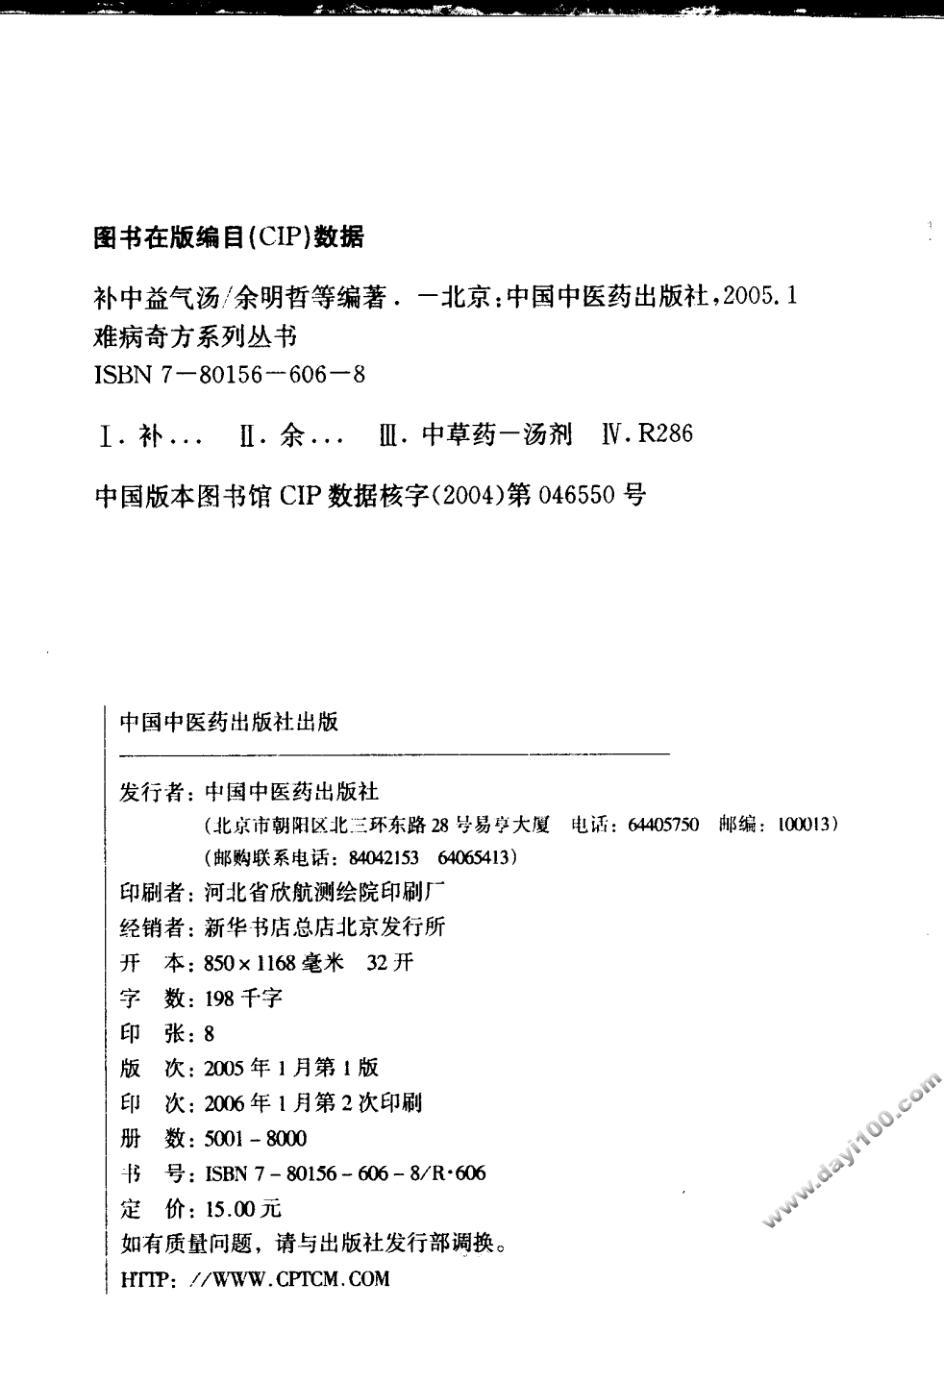 图书在版编目(CIP)数据
补中益气汤/余明哲等编著．－北京:中国中医药出版社,2005.1
难病奇方系列丛书
ISBN 7－80156－606－8
Ⅰ.补... Ⅱ.余... Ⅲ.中草药－汤剂 Ⅳ.R286
中国版本图书馆 CIP 数据核字(2004)第 046550 号
中国中医药出版社出版
发行者：中国中医药出版社
(北京市朝阳区北三环东路 28 号易亨大厦 电话：64405750 邮编：100013)
(邮购联系电话：84042153 64065413)
印刷者：河北省欣航测绘院印刷厂
经销者：新华书店总店北京发行所
开 本：850×1168 毫米 32 开
字 数：198 千字
印 张：8
版 次：2005 年 1 月第 1 版
印 次：2006 年 1 月第 2 次印刷
册 数：5001－8000
书 号：ISBN 7－80156－606－8/R·606
定 价：15.00 元
如有质量问题，请与出版社发行部调换。
HTTP：//WWW.CPTCM.COM
www.dayi100.com